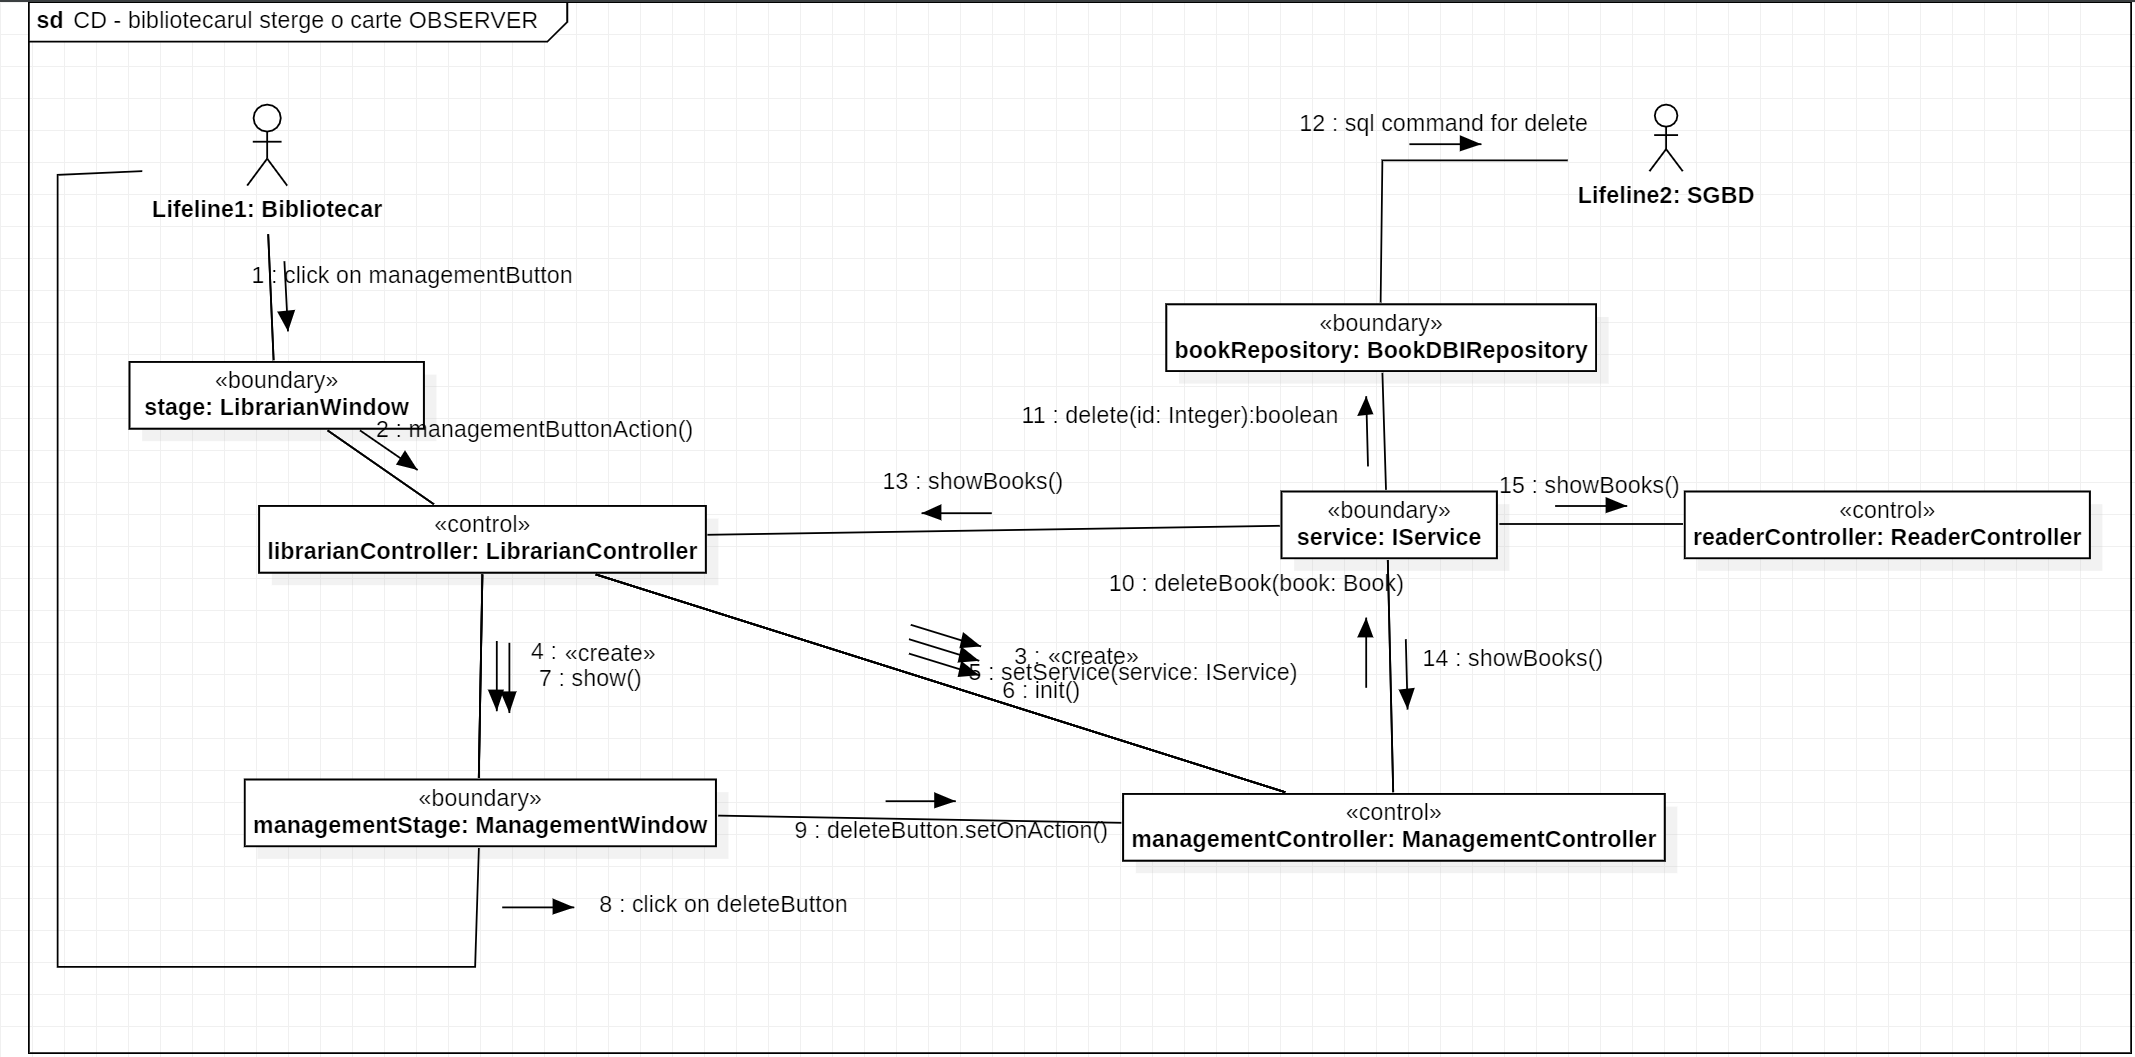 sd CD - bibliotecarul sterge o carte OBSERVER
12 : sql command for delete
Lifeline1: Bibliotecar
Lifeline2: SGBD
1 : click on managementButton
«boundary»
bookRepository: BookDBIRepository
«boundary»
stage: LibrarianWindow
2 : managementButtonAction()
11 : delete(id: Integer):boolean
13 : showBooks()
15 : showBooks()
«control»
librarianController: LibrarianController
«boundary»
service: IService
«control»
readerController: ReaderController
10 : deleteBook(book: Book)
4 : «create»
7 : show()
3 : «create»
5 : setService(service: IService)
6 : init()
14 : showBooks()
«boundary»
managementStage: ManagementWindow
9 : deleteButton.setOnAction()
«control»
managementController: ManagementController
8 : click on deleteButton